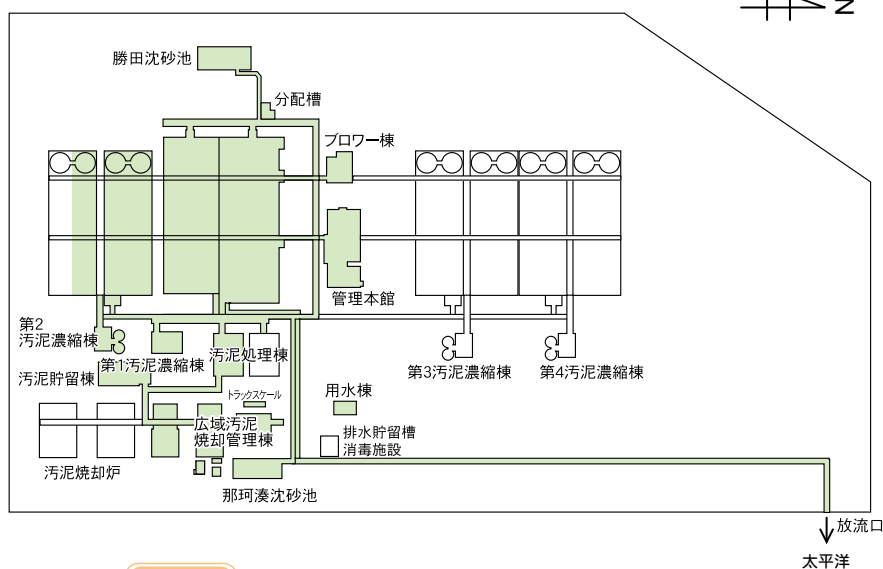 N
勝田沈砂池
分配槽
ブロワー棟
管理本館
第2
汚泥濃縮棟
第1汚泥濃縮棟
汚泥処理棟
第3汚泥濃縮棟
第4汚泥濃縮棟
汚泥貯留棟
トラックスケール
用水棟
広域汚泥
焼却管理棟
排水貯留槽
消毒施設
汚泥焼却炉
那珂湊沈砂池
放流口
太平洋